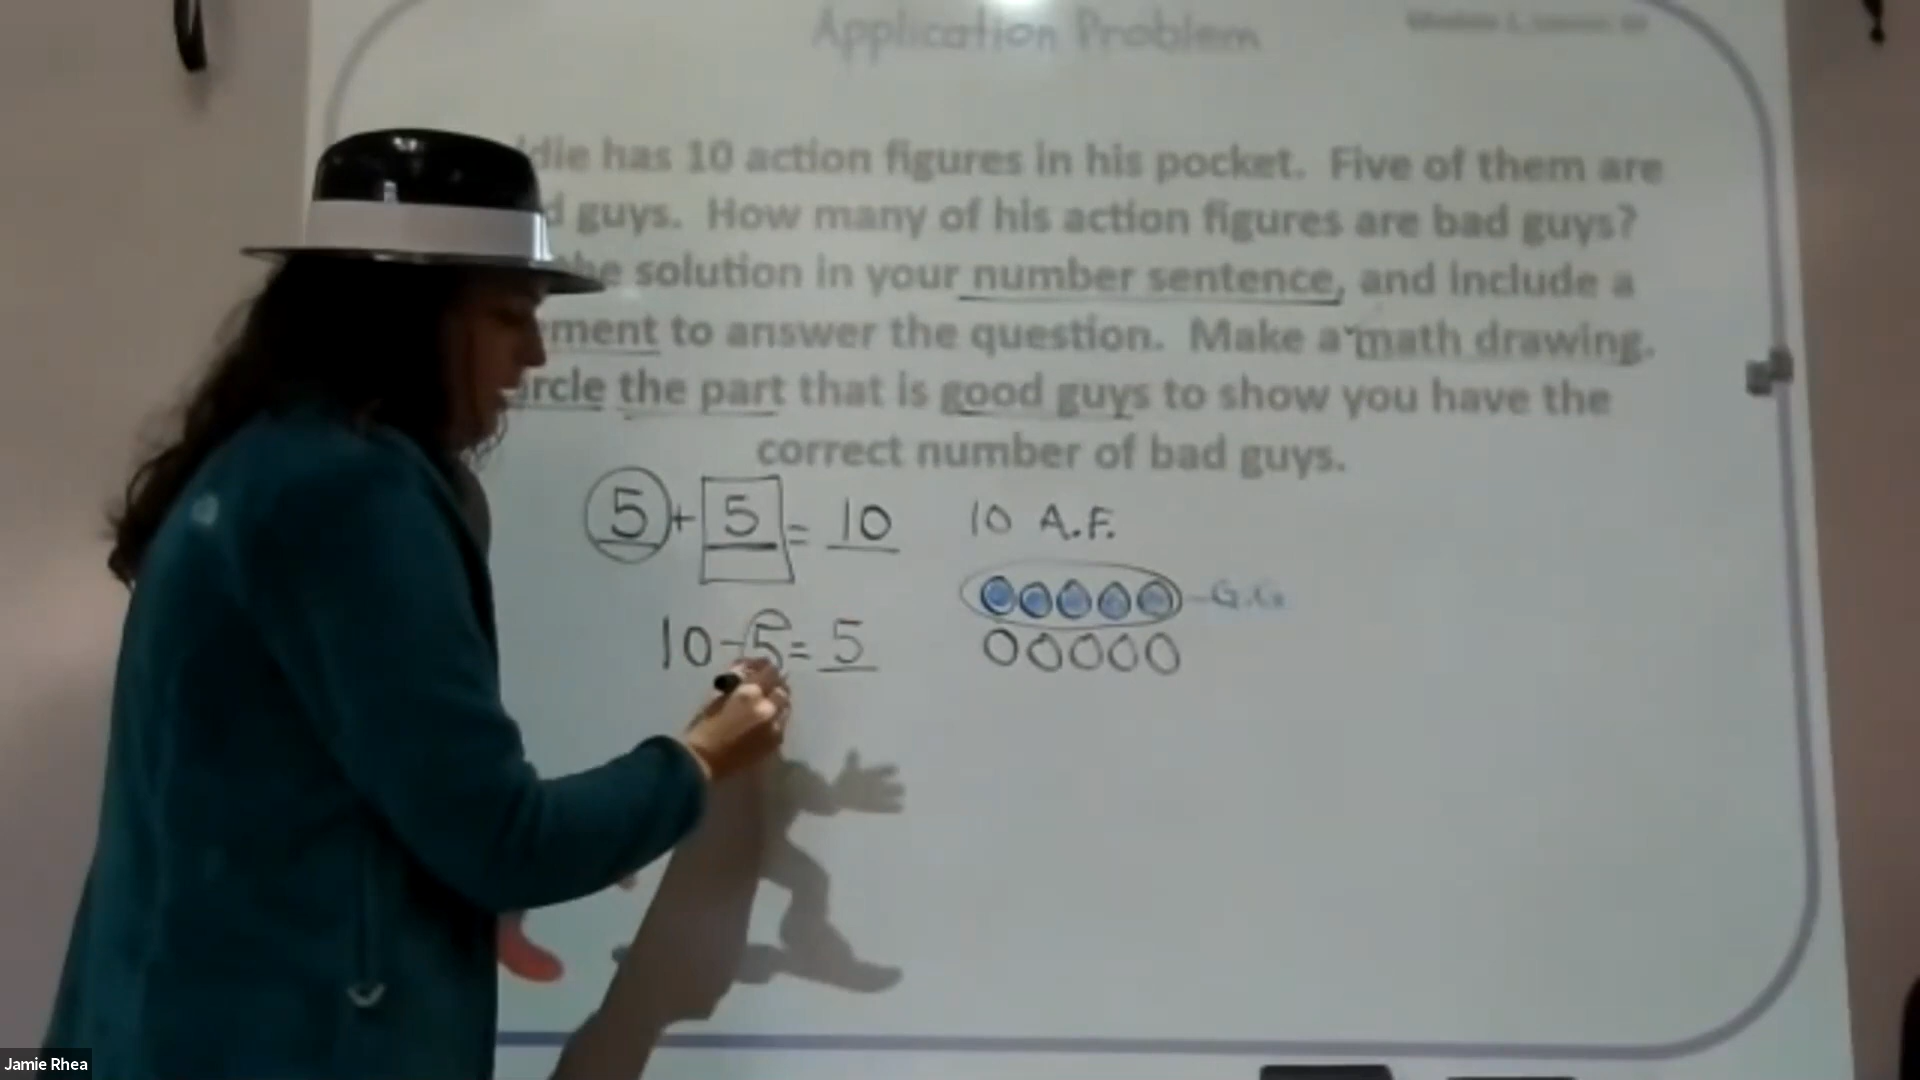 Application Problem
die has 10 action figures in his pocket. Five of them are
d guys. How many of his action figures are bad guys?
he solution in your number sentence, and include a
ment to answer the question. Make a math drawing.
ircle the part that is good guys to show you have the
correct number of bad guys.
5 + 5 = 10
10 A.F.
G.G.
10 - 5 = 5
Jamie Rhea